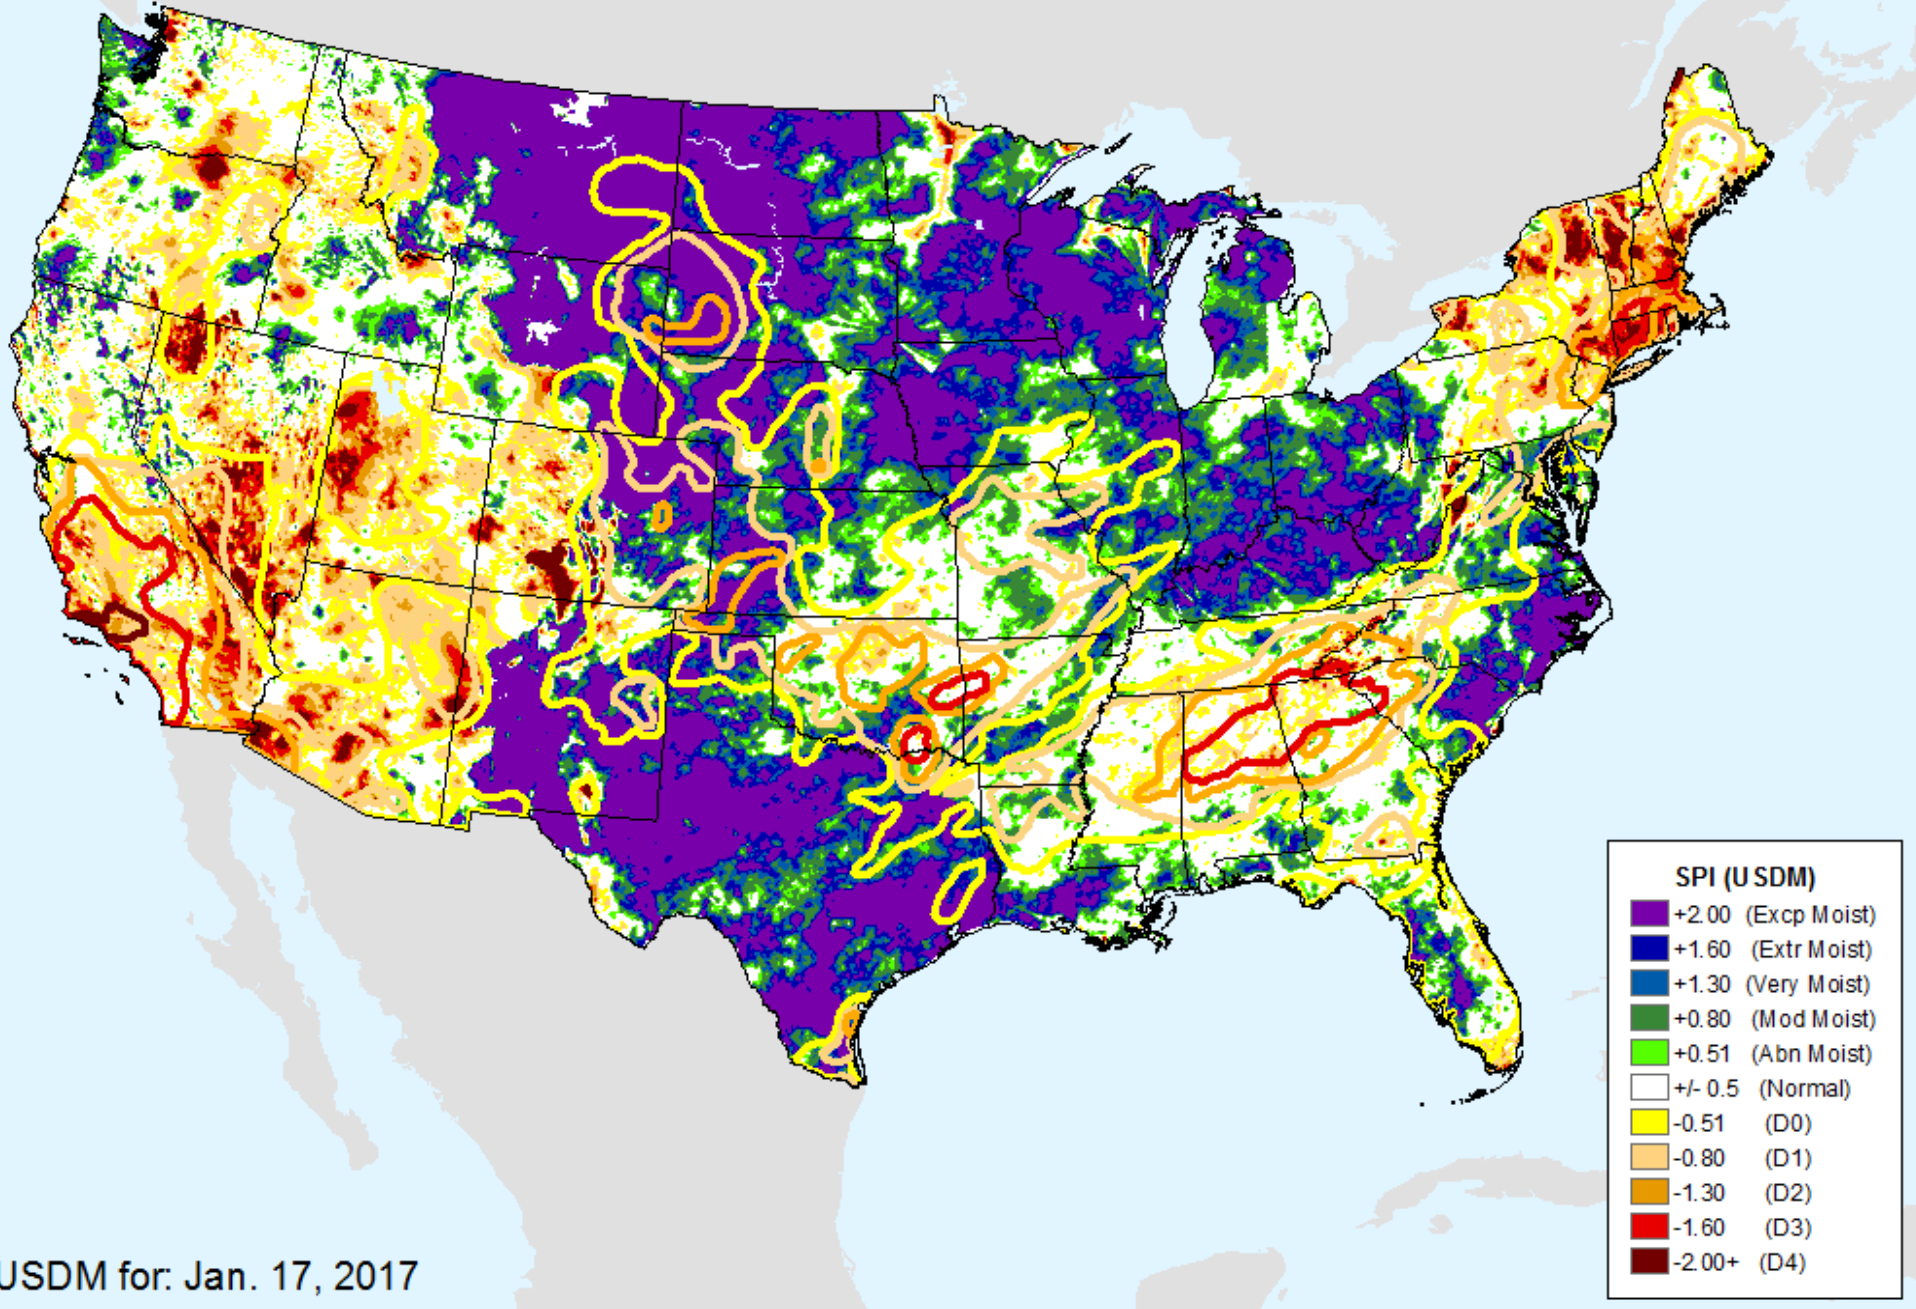 SPI (USDM)
+2.00 (Excp Moist)
+1.60 (Extr Moist)
+1.30 (Very Moist)
+0.80 (Mod Moist)
+0.51 (Abn Moist)
+/- 0.5 (Normal)
-0.51 (D0)
-0.80 (D1)
-1.30 (D2)
-1.60 (D3)
-2.00+ (D4)
USDM for: Jan. 17, 2017